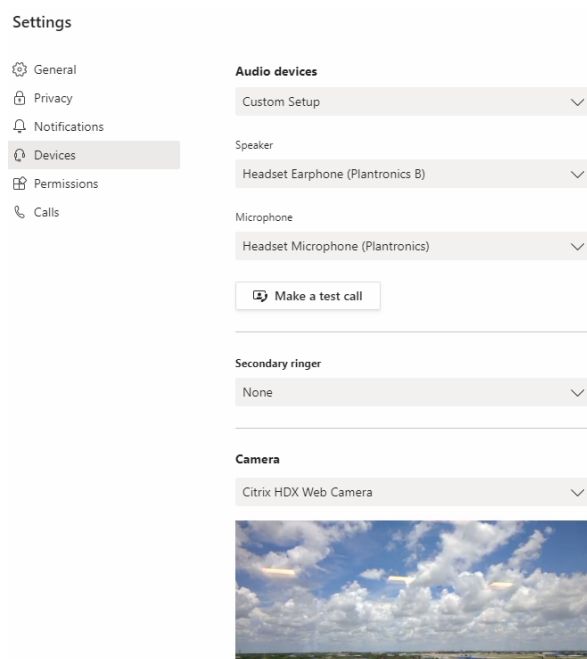 Settings
General
Privacy
Notifications
Devices
Permissions
Calls
Audio devices
Custom Setup
Speaker
Headset Earphone (Plantronics B)
Microphone
Headset Microphone (Plantronics)
Make a test call
Secondary ringer
None
Camera
Citrix HDX Web Camera